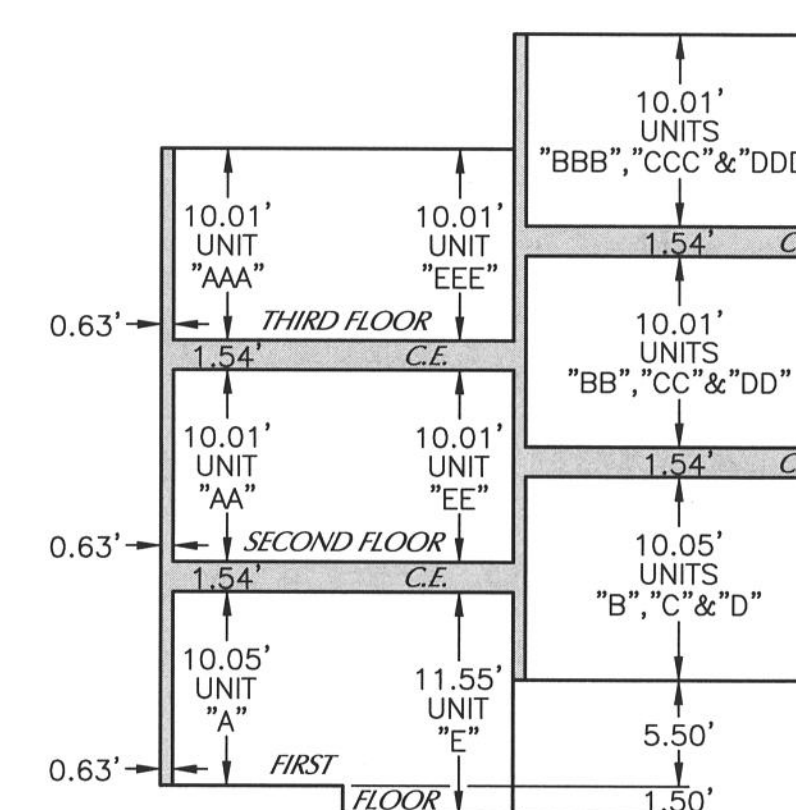 10.01'
UNITS
"BBB","CCC"&"DDD
1.54' C
10.01'
UNIT
"AAA"
10.01'
UNIT
"EEE"
0.63'
THIRD FLOOR
1.54' C.E.
10.01'
UNITS
"BB","CC"&"DD"
1.54' C
10.01'
UNIT
"AA"
10.01'
UNIT
"EE"
0.63'
SECOND FLOOR
1.54' C.E.
10.05'
UNITS
"B","C"&"D"
10.05'
UNIT
"A"
11.55'
UNIT
"E"
5.50'
0.63'
FIRST
FLOOR
1.50'